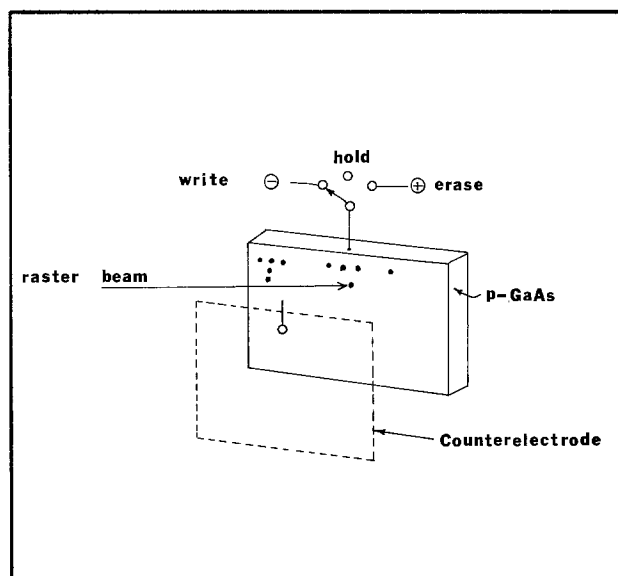 hold
write ⊖ ⊕ erase
raster beam
p-GaAs
Counterelectrode